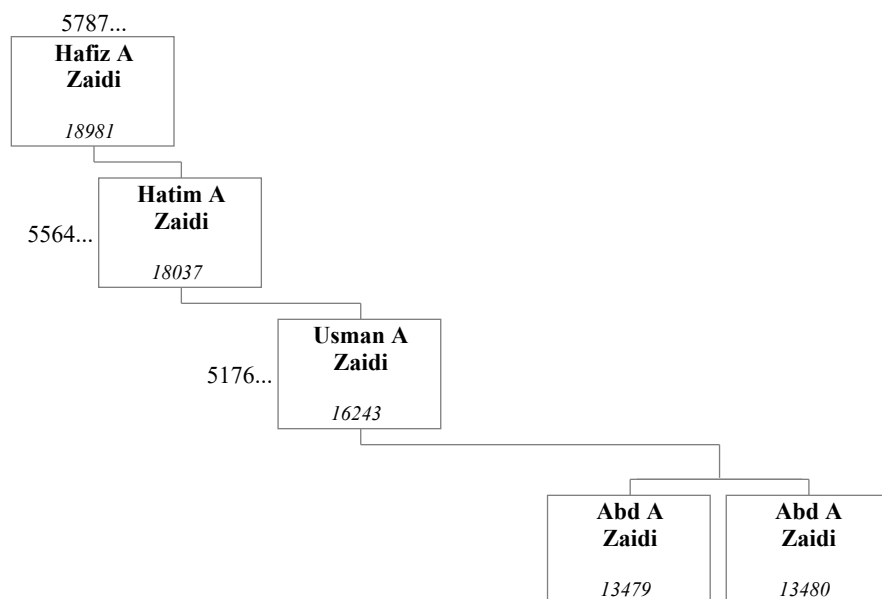 5787...
Hafiz A
Zaidi
18981
Hatim A
Zaidi
5564...
18037
Usman A
Zaidi
5176...
16243
Abd A
Zaidi
13479
Abd A
Zaidi
13480